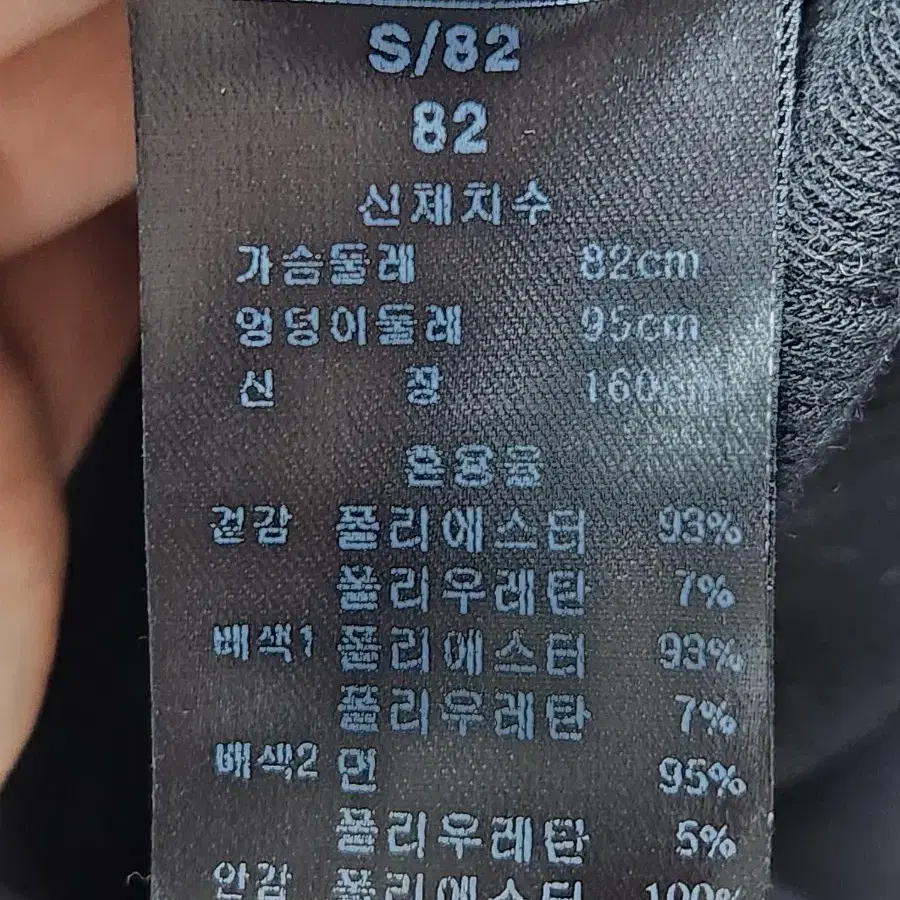 S/82
82
신체치수
가슴둘레 82cm
엉덩이둘레 95cm
신 장 160cm
혼용율
겉감 폴리에스터 93%
폴리우레탄 7%
배색1 폴리에스터 93%
폴리우레탄 7%
배색2 면 95%
폴리우레탄 5%
안감 폴리에스터 100%